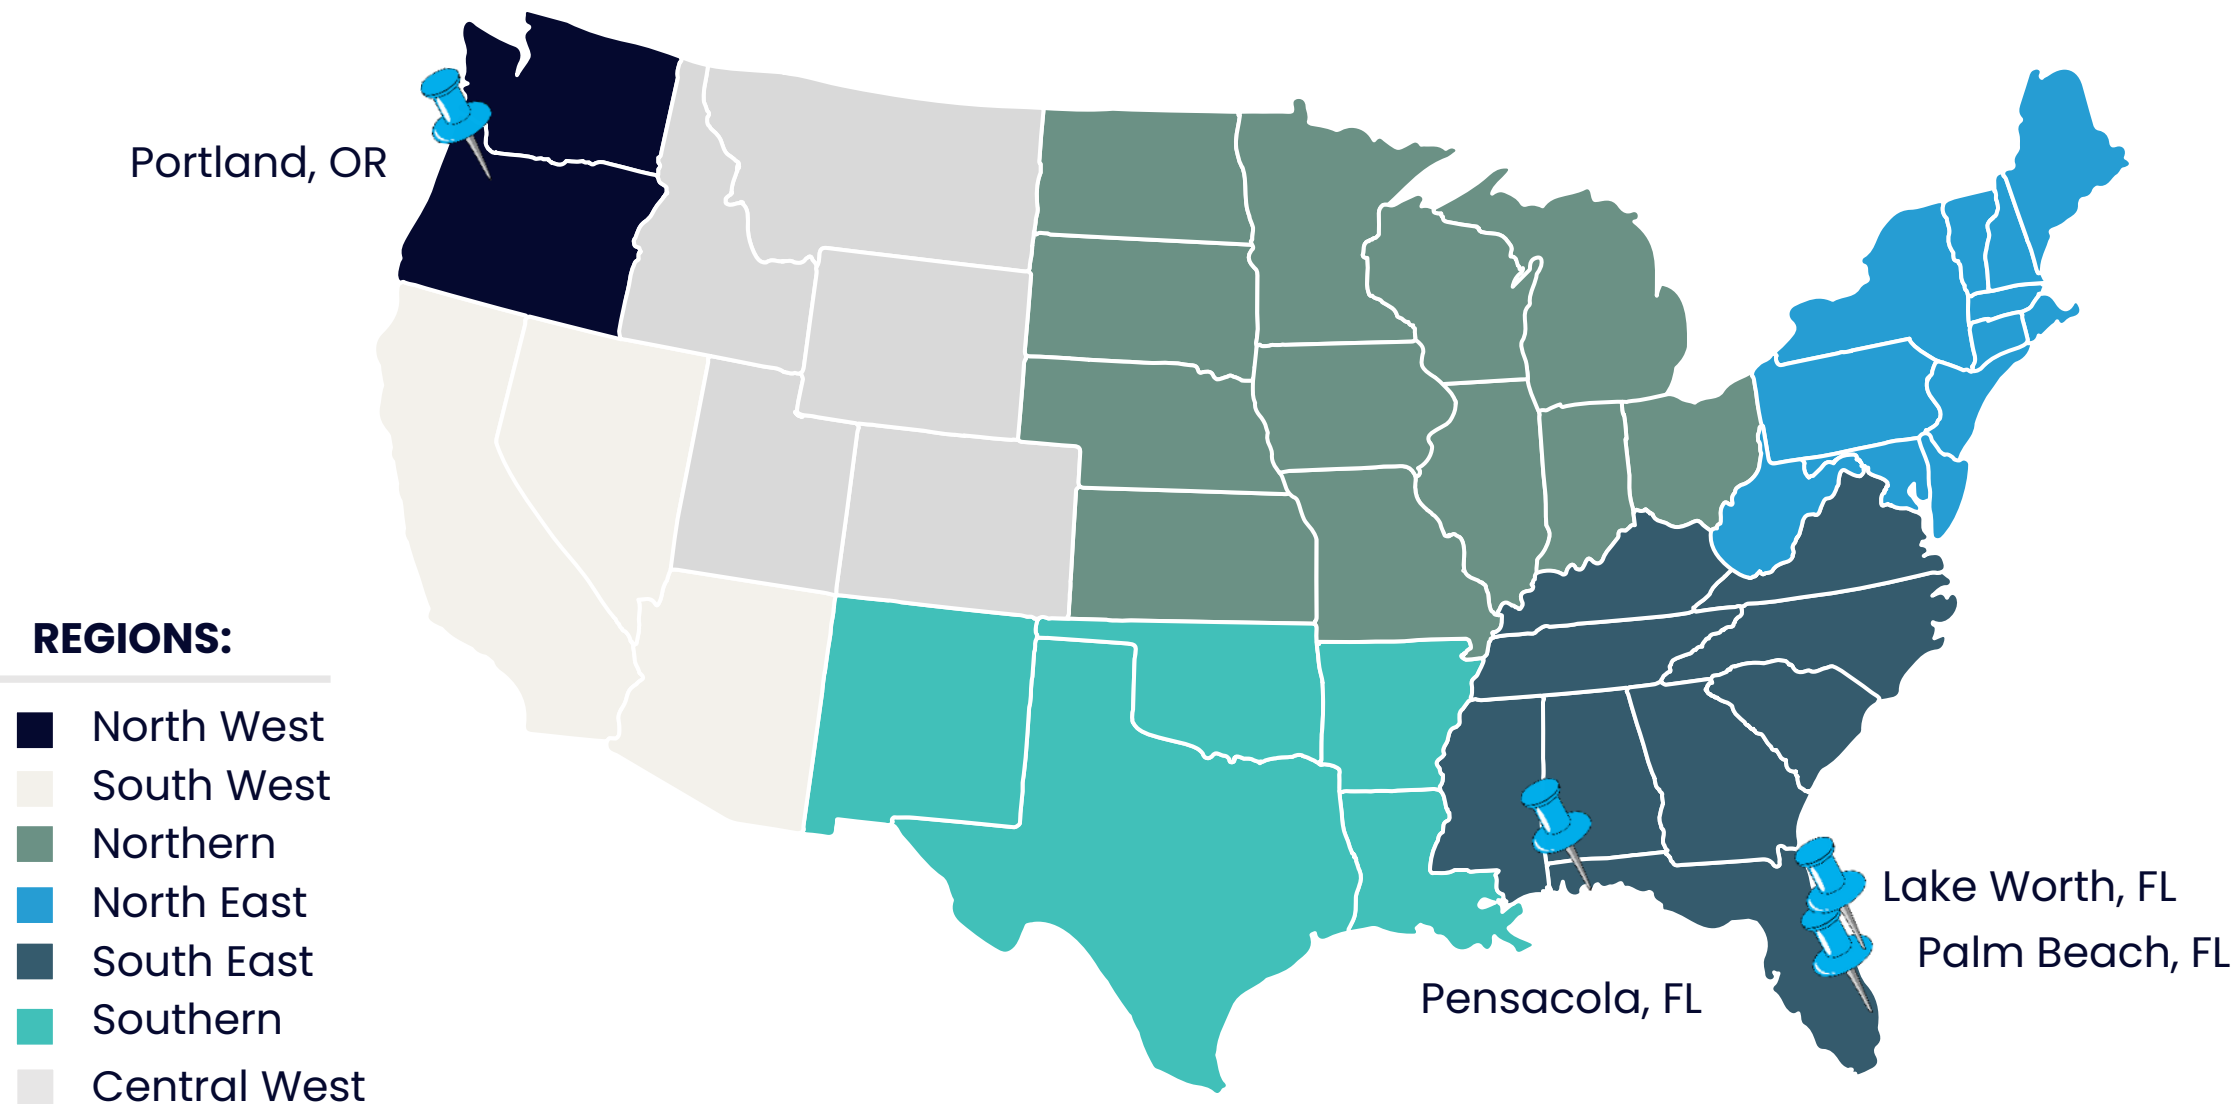 Portland, OR
REGIONS:
North West
South West
Northern
North East
South East
Southern
Central West
Lake Worth, FL
Palm Beach, FL
Pensacola, FL